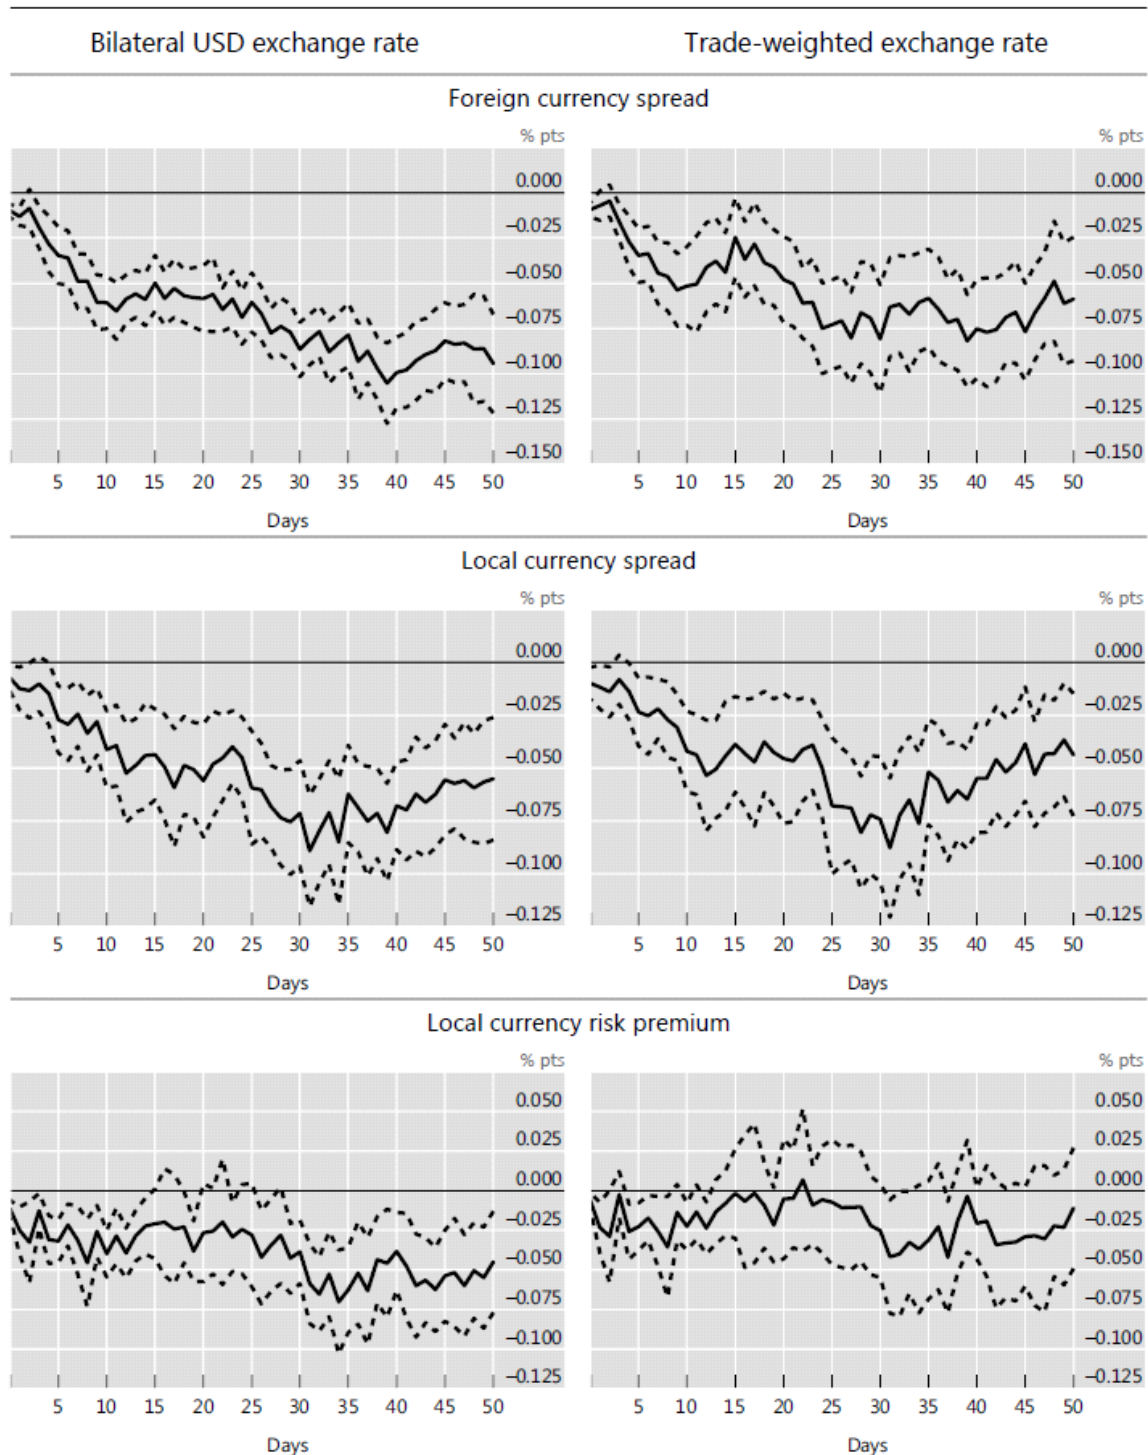 Bilateral USD exchange rate Trade-weighted exchange rate
Foreign currency spread
% pts % pts
0.000 0.000
−0.025 −0.025
−0.050 −0.050
−0.075 −0.075
−0.100 −0.100
−0.125 −0.125
−0.150 −0.150
5 10 15 20 25 30 35 40 45 50 5 10 15 20 25 30 35 40 45 50
Days Days
Local currency spread
% pts % pts
0.000 0.000
−0.025 −0.025
−0.050 −0.050
−0.075 −0.075
−0.100 −0.100
−0.125 −0.125
5 10 15 20 25 30 35 40 45 50 5 10 15 20 25 30 35 40 45 50
Days Days
Local currency risk premium
% pts % pts
0.050 0.050
0.025 0.025
0.000 0.000
−0.025 −0.025
−0.050 −0.050
−0.075 −0.075
−0.100 −0.100
−0.125 −0.125
5 10 15 20 25 30 35 40 45 50 5 10 15 20 25 30 35 40 45 50
Days Days